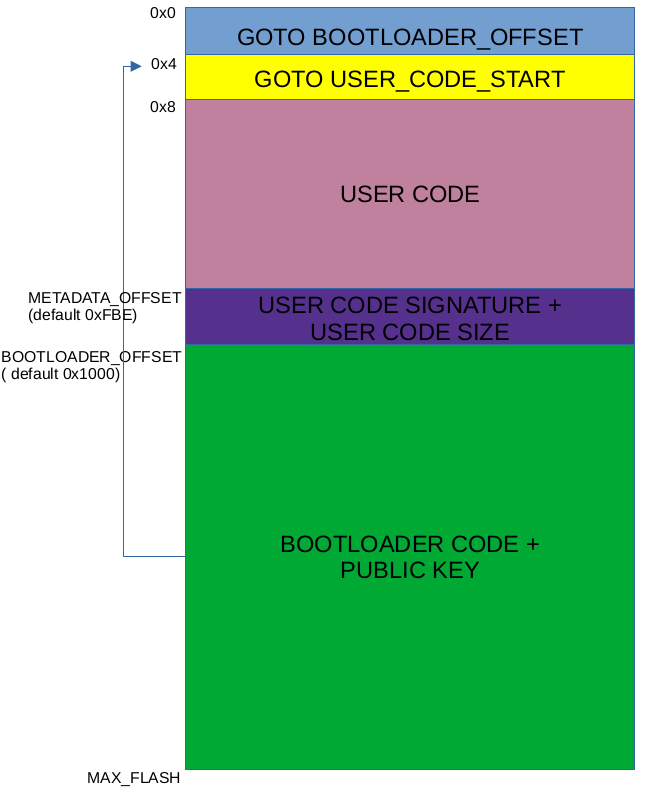 0x0
GOTO BOOTLOADER_OFFSET
0x4
GOTO USER_CODE_START
0x8
USER CODE
METADATA_OFFSET
(default 0xFBE)
USER CODE SIGNATURE +
USER CODE SIZE
BOOTLOADER_OFFSET
( default 0x1000)
BOOTLOADER CODE +
PUBLIC KEY
MAX_FLASH